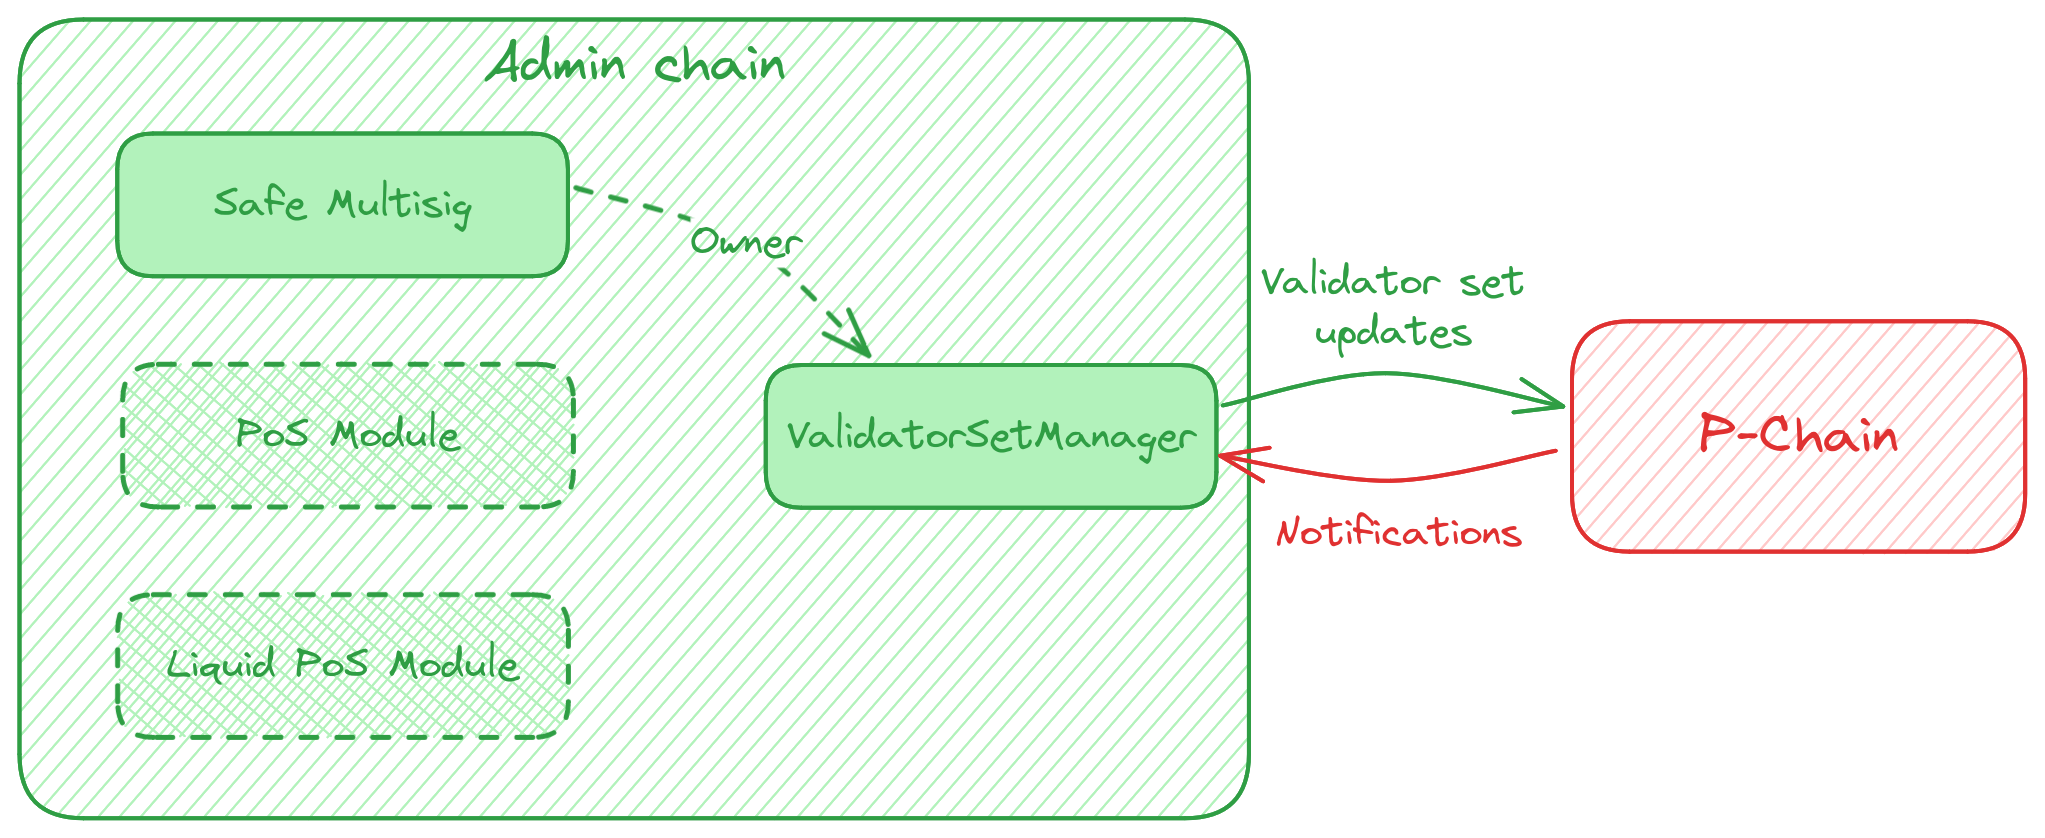 Admin chain
Safe Multisig
Owner
Validator set
updates
PoS Module
ValidatorSetManager
P-Chain
Notifications
Liquid PoS Module